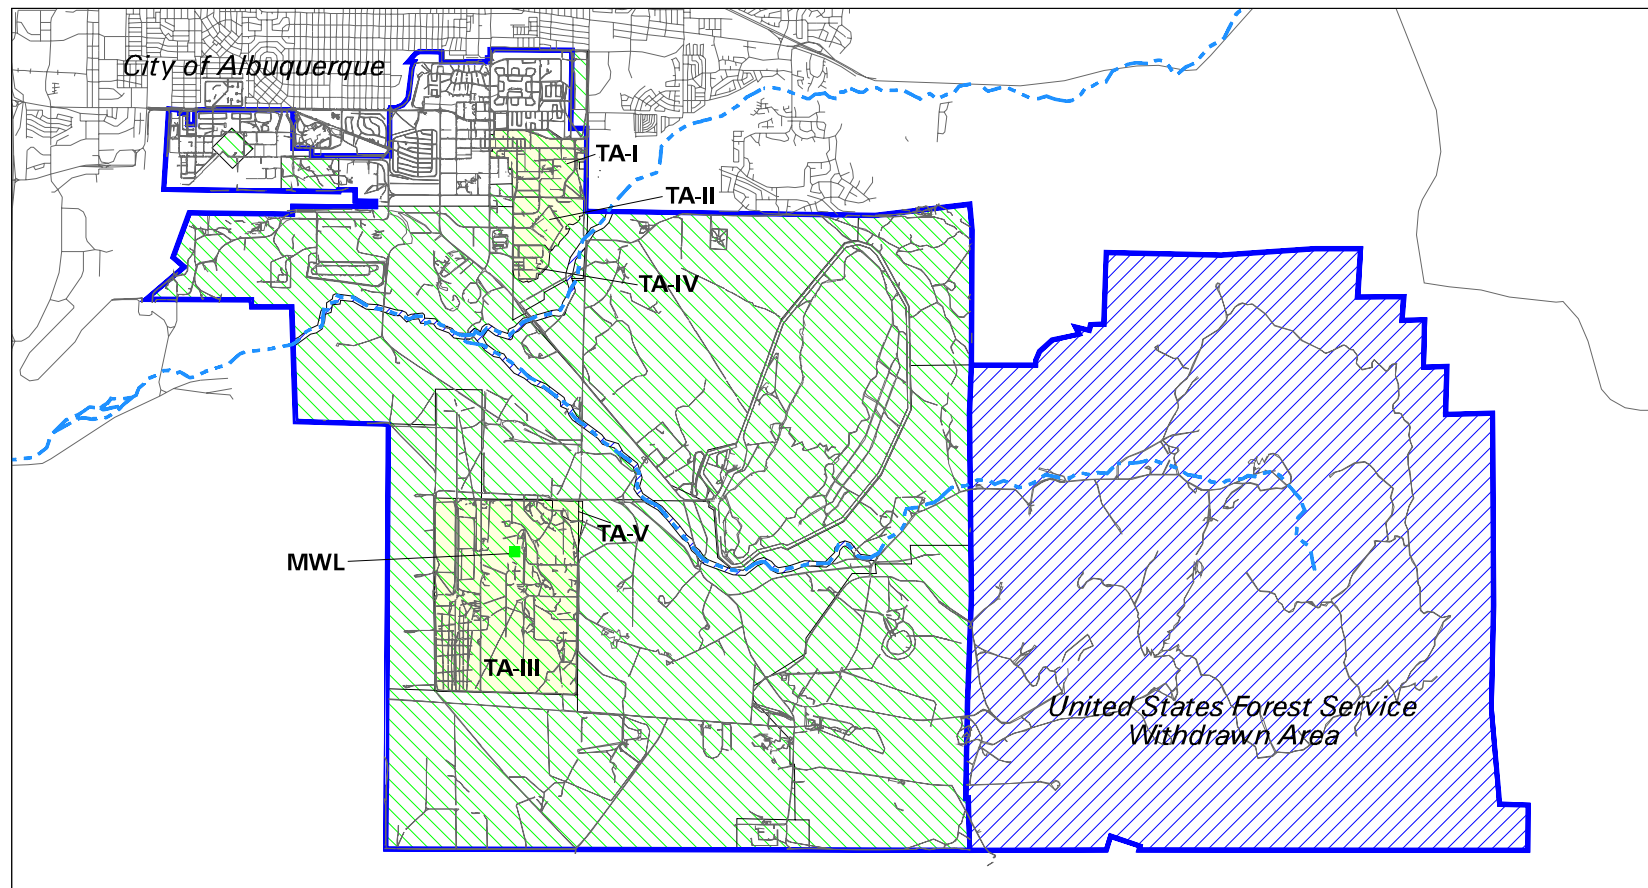 City of Albuquerque
TA-I
TA-II
TA-IV
TA-V
MWL
TA-III
United States Forest Service
Withdrawn Area